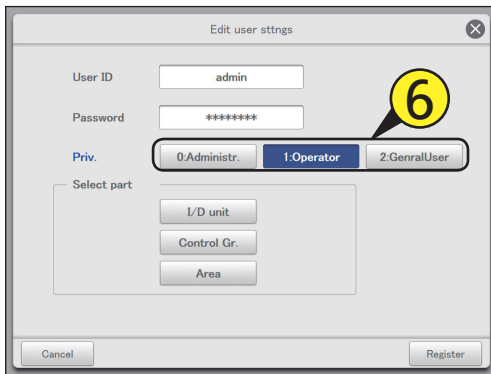 Edit user sttngs
User ID
admin
Password
********
6
Priv.
0:Administr.
1:Operator
2:GenralUser
Select part
I/D unit
Control Gr.
Area
Cancel
Register